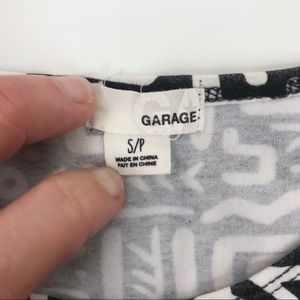 GARAGE
S/P
MADE IN CHINA
FAIT EN CHINE